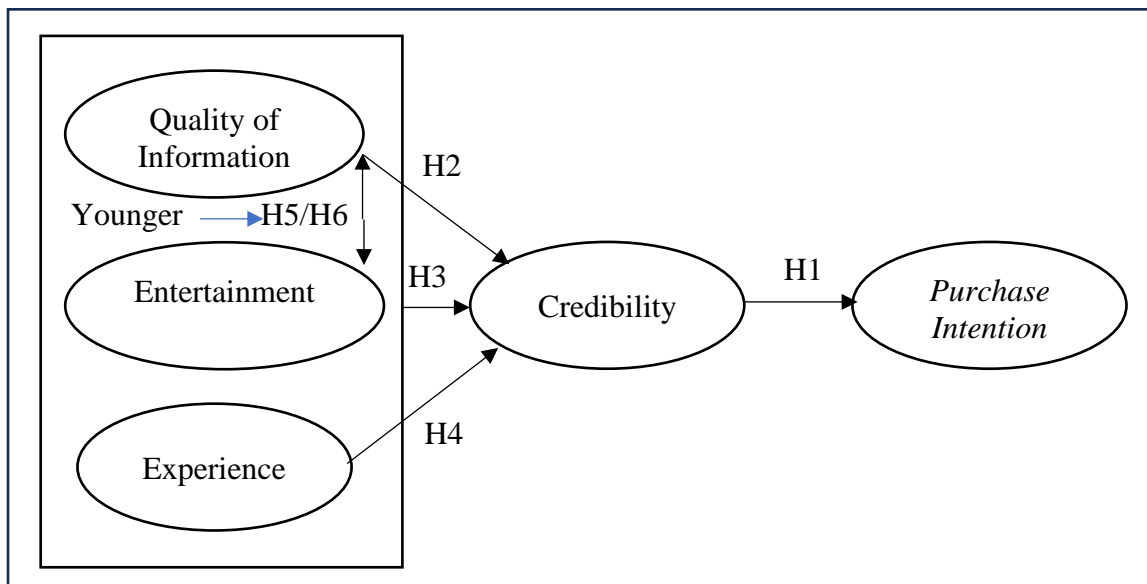 Quality of
Information
H2
Younger
H5/H6
Entertainment
H3
Credibility
H1
Purchase
Intention
H4
Experience